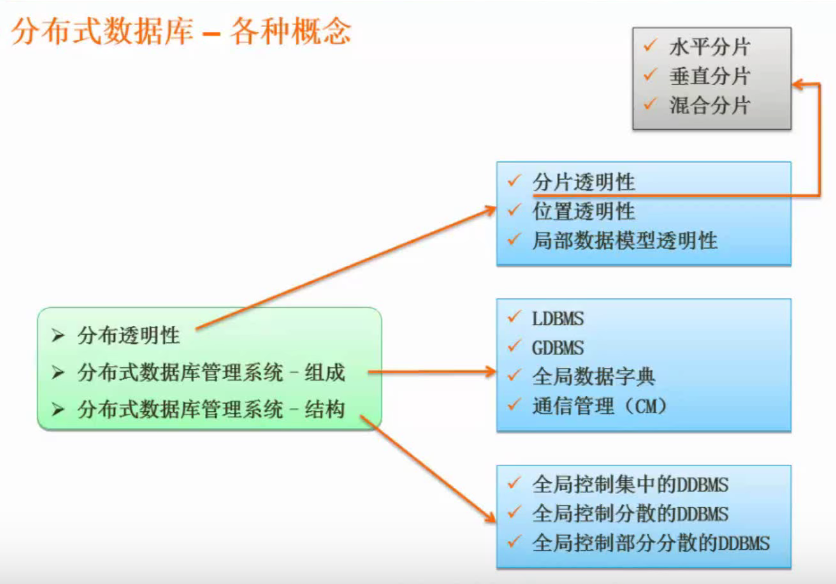 分布式数据库 – 各种概念
水平分片
垂直分片
混合分片
分片透明性
位置透明性
局部数据模型透明性
分布透明性
分布式数据库管理系统 - 组成
分布式数据库管理系统 - 结构
LDBMS
GDBMS
全局数据字典
通信管理（CM）
全局控制集中的DDBMS
全局控制分散的DDBMS
全局控制部分分散的DDBMS